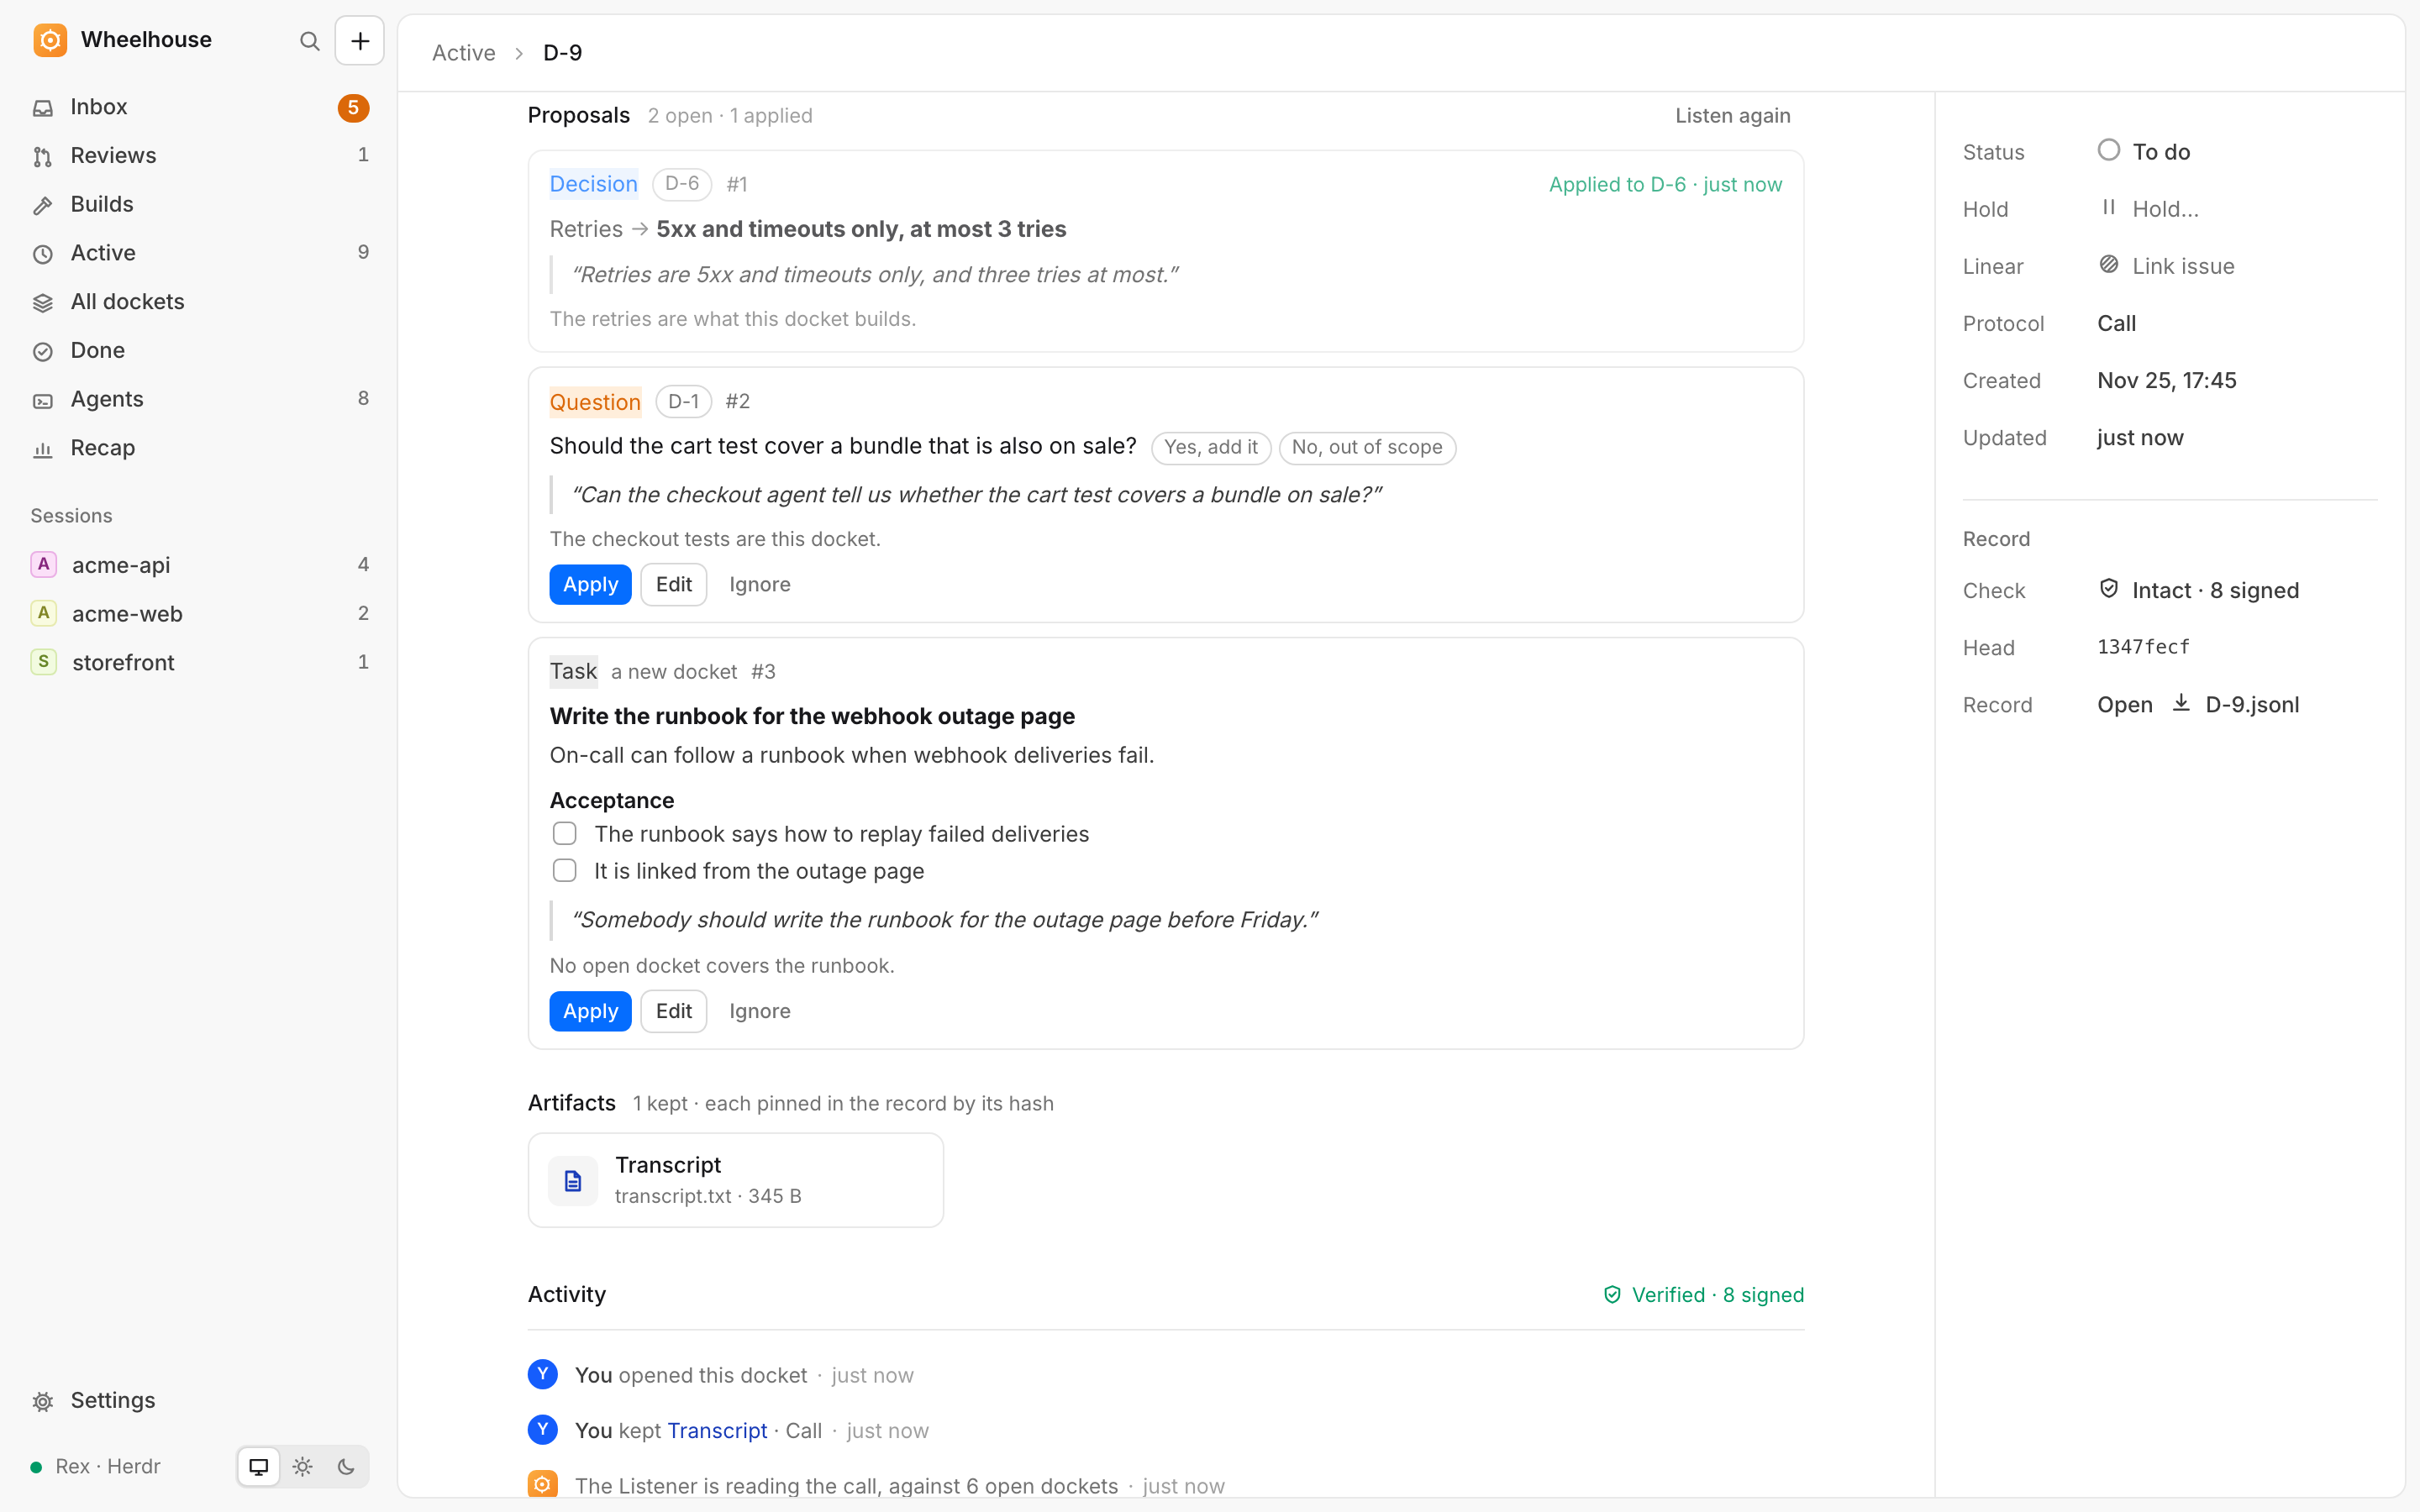 Wheelhouse
Inbox 5
Reviews 1
Builds
Active 9
All dockets
Done
Agents 8
Recap
Sessions
A acme-api 4
A acme-web 2
S storefront 1
Settings
Rex · Herdr
Active › D-9
Proposals 2 open · 1 applied Listen again
Decision D-6 #1 Applied to D-6 · just now
Retries → 5xx and timeouts only, at most 3 tries
“Retries are 5xx and timeouts only, and three tries at most.”
The retries are what this docket builds.
Question D-1 #2
Should the cart test cover a bundle that is also on sale? Yes, add it No, out of scope
“Can the checkout agent tell us whether the cart test covers a bundle on sale?”
The checkout tests are this docket.
Apply Edit Ignore
Task a new docket #3
Write the runbook for the webhook outage page
On-call can follow a runbook when webhook deliveries fail.
Acceptance
The runbook says how to replay failed deliveries
It is linked from the outage page
“Somebody should write the runbook for the outage page before Friday.”
No open docket covers the runbook.
Apply Edit Ignore
Artifacts 1 kept · each pinned in the record by its hash
Transcript
transcript.txt · 345 B
Activity Verified · 8 signed
Y You opened this docket · just now
Y You kept Transcript · Call · just now
The Listener is reading the call, against 6 open dockets · just now
Status To do
Hold Hold...
Linear Link issue
Protocol Call
Created Nov 25, 17:45
Updated just now
Record
Check Intact · 8 signed
Head 1347fecf
Record Open D-9.jsonl